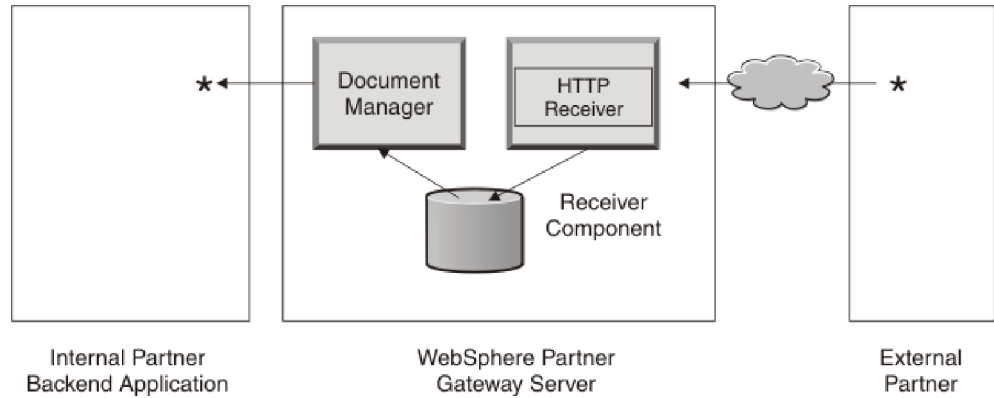 Document
Manager
HTTP
Receiver
*
*
Receiver
Component
Internal Partner
Backend Application
WebSphere Partner
Gateway Server
External
Partner